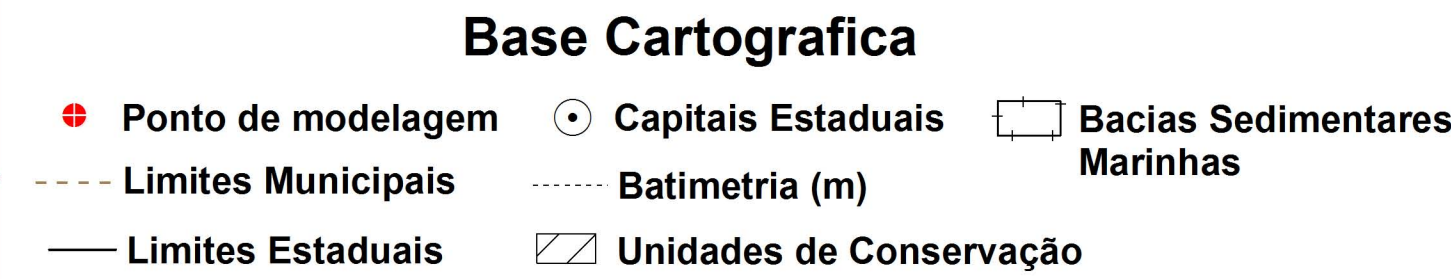 Base Cartografica
Ponto de modelagem
Capitais Estaduais
Bacias Sedimentares
Marinhas
Limites Municipais
Batimetria (m)
Limites Estaduais
Unidades de Conservação